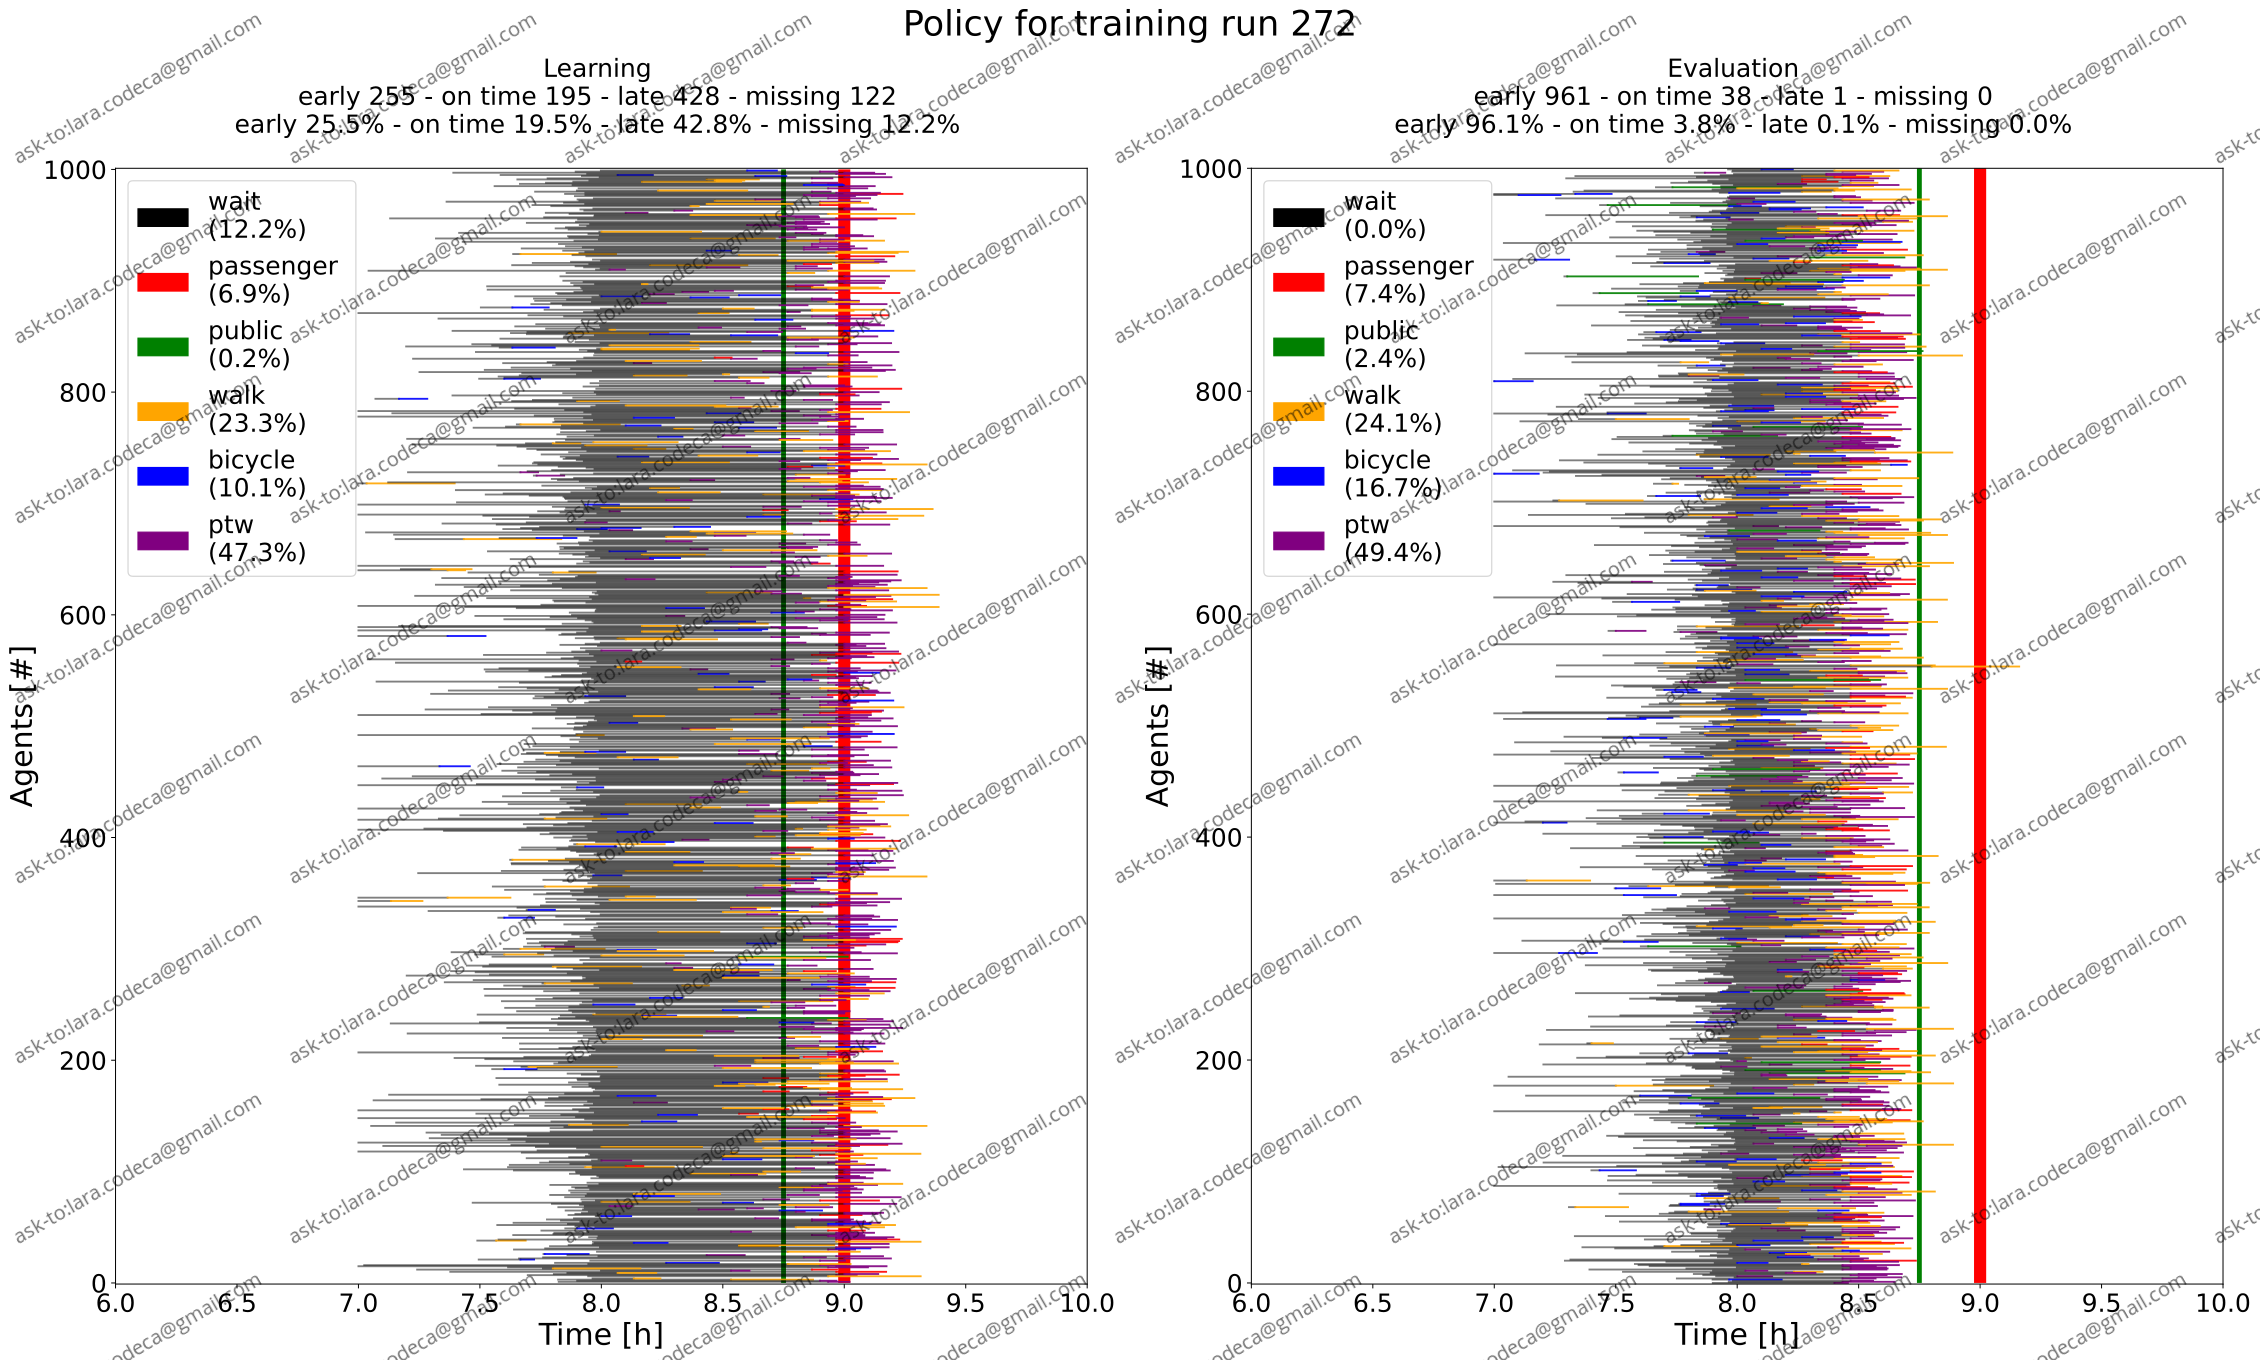 Policy for training run 272
Learning
early 255 - on time 195 - late 428 - missing 122
early 25.5% - on time 19.5% - late 42.8% - missing 12.2%
1000
800
600
400
200
0
Agents [#]
wait
(12.2%)
passenger
(6.9%)
public
(0.2%)
walk
(23.3%)
bicycle
(10.1%)
ptw
(47.3%)
6.0 6.5 7.0 7.5 8.0 8.5 9.0 9.5 10.0
Time [h]
Evaluation
early 961 - on time 38 - late 1 - missing 0
early 96.1% - on time 3.8% - late 0.1% - missing 0.0%
1000
800
600
400
200
0
Agents [#]
wait
(0.0%)
passenger
(7.4%)
public
(2.4%)
walk
(24.1%)
bicycle
(16.7%)
ptw
(49.4%)
6.0 6.5 7.0 7.5 8.0 8.5 9.0 9.5 10.0
Time [h]
ask-to:lara.codeca@gmail.com